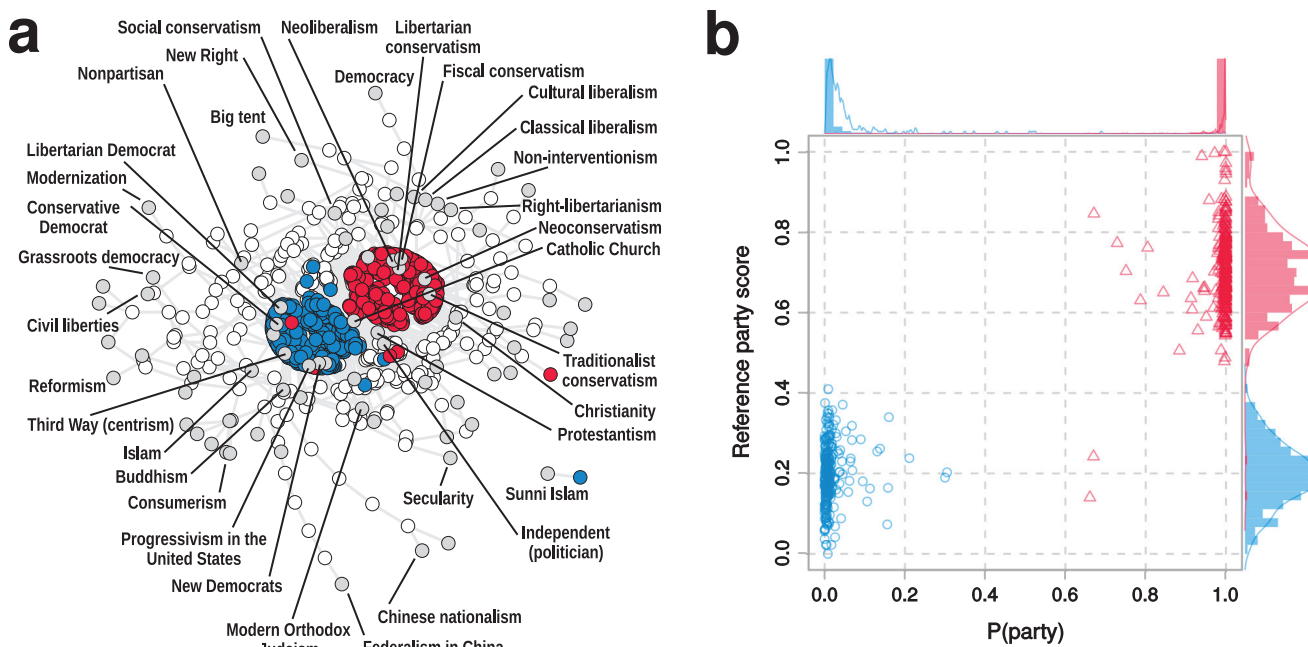 a
Social conservatism
Neoliberalism
Libertarian
conservatism
New Right
Nonpartisan
Democracy
Fiscal conservatism
Cultural liberalism
Big tent
Classical liberalism
Libertarian Democrat
Non-interventionism
Modernization
Conservative
Democrat
Right-libertarianism
Neoconservatism
Catholic Church
Grassroots democracy
Civil liberties
Traditionalist
conservatism
Reformism
Christianity
Third Way (centrism)
Protestantism
Islam
Buddhism
Consumerism
Secularity
Sunni Islam
Progressivism in the
United States
Independent
(politician)
New Democrats
Chinese nationalism
Modern Orthodox
Judaism
Federalism in China
b
Reference party score
1.0
0.8
0.6
0.4
0.2
0.0
0.0 0.2 0.4 0.6 0.8 1.0
P(party)